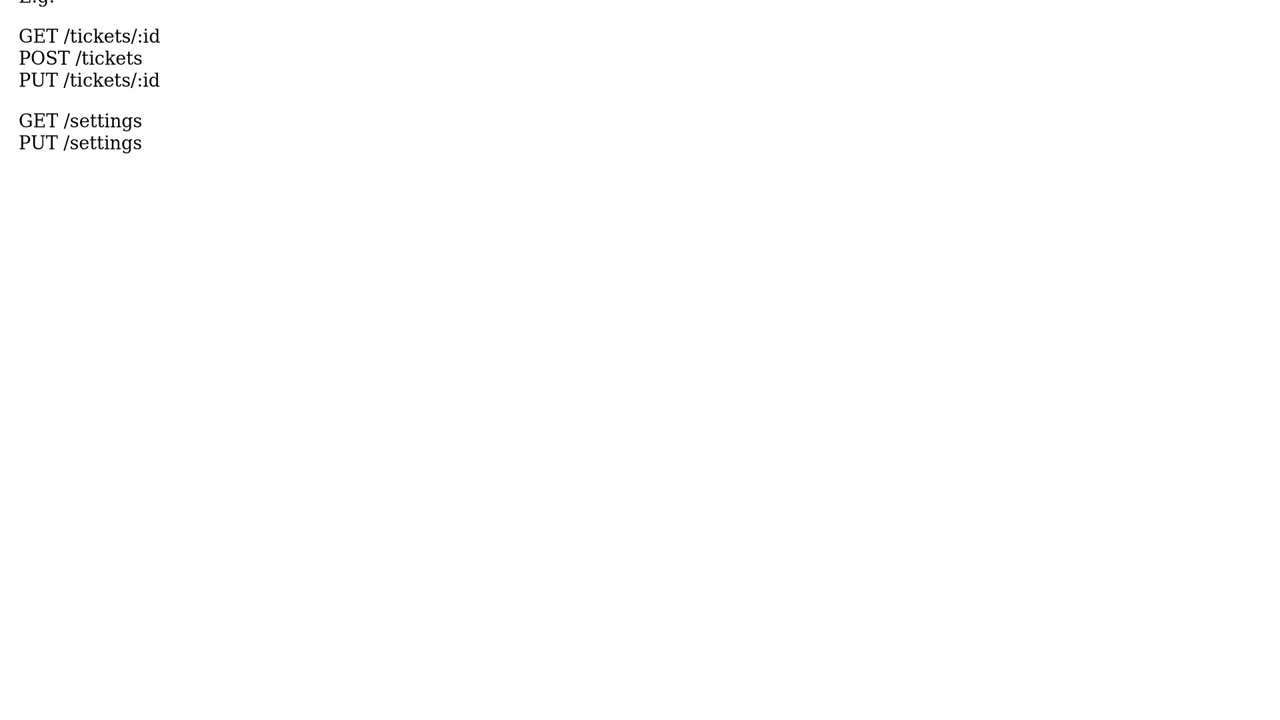 E.g.
GET /tickets/:id
POST /tickets
PUT /tickets/:id
GET /settings
PUT /settings